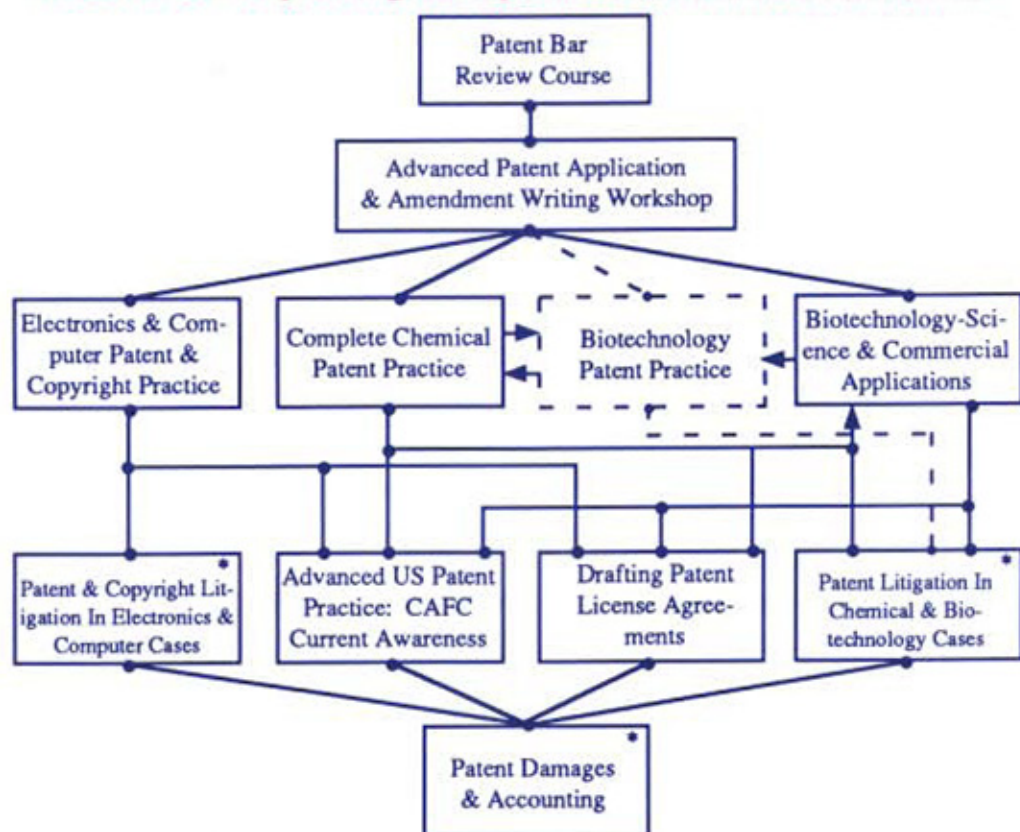 Patent Bar
Review Course
Advanced Patent Application
& Amendment Writing Workshop
Electronics & Com-
puter Patent &
Copyright Practice
Complete Chemical
Patent Practice
Biotechnology
Patent Practice
Biotechnology-Sci-
ence & Commercial
Applications
*
Patent & Copyright Lit-
igation In Electronics &
Computer Cases
Advanced US Patent
Practice: CAFC
Current Awareness
Drafting Patent
License Agree-
ments
*
Patent Litigation In
Chemical & Bio-
technology Cases
*
Patent Damages
& Accounting